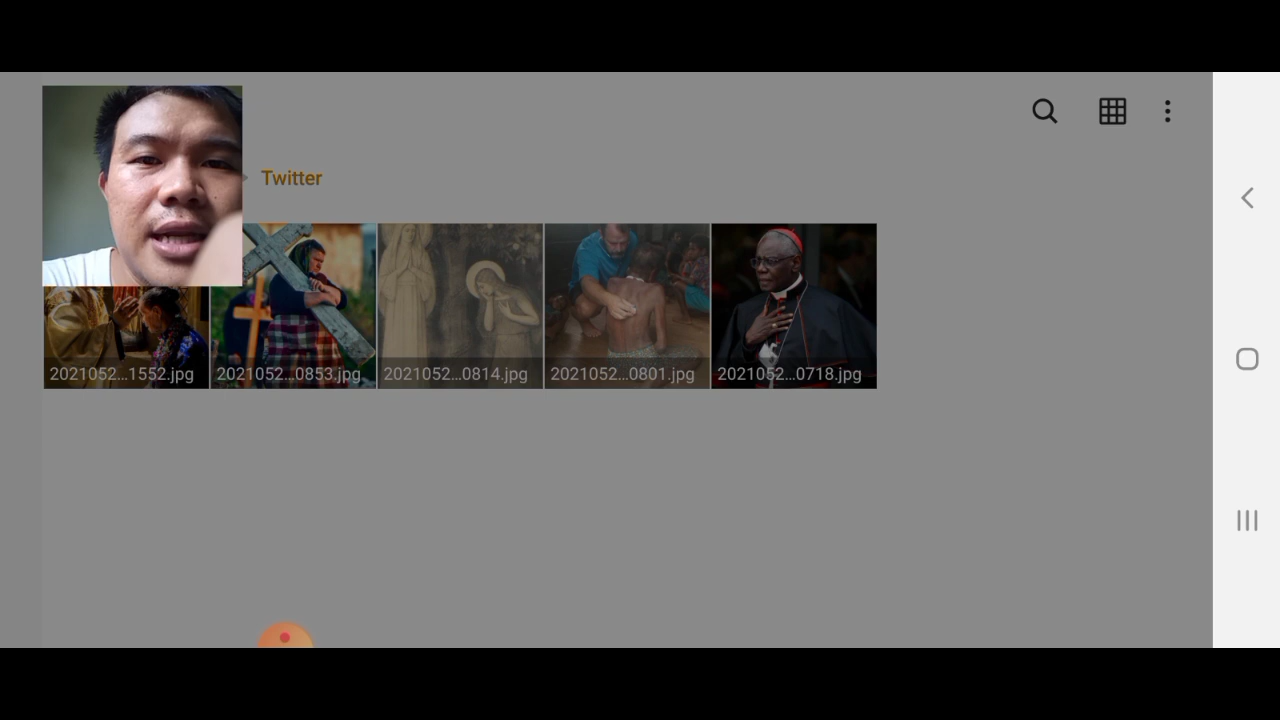 Twitter
2021052...1552.jpg
2021052...0853.jpg
2021052...0814.jpg
2021052...0801.jpg
2021052...0718.jpg